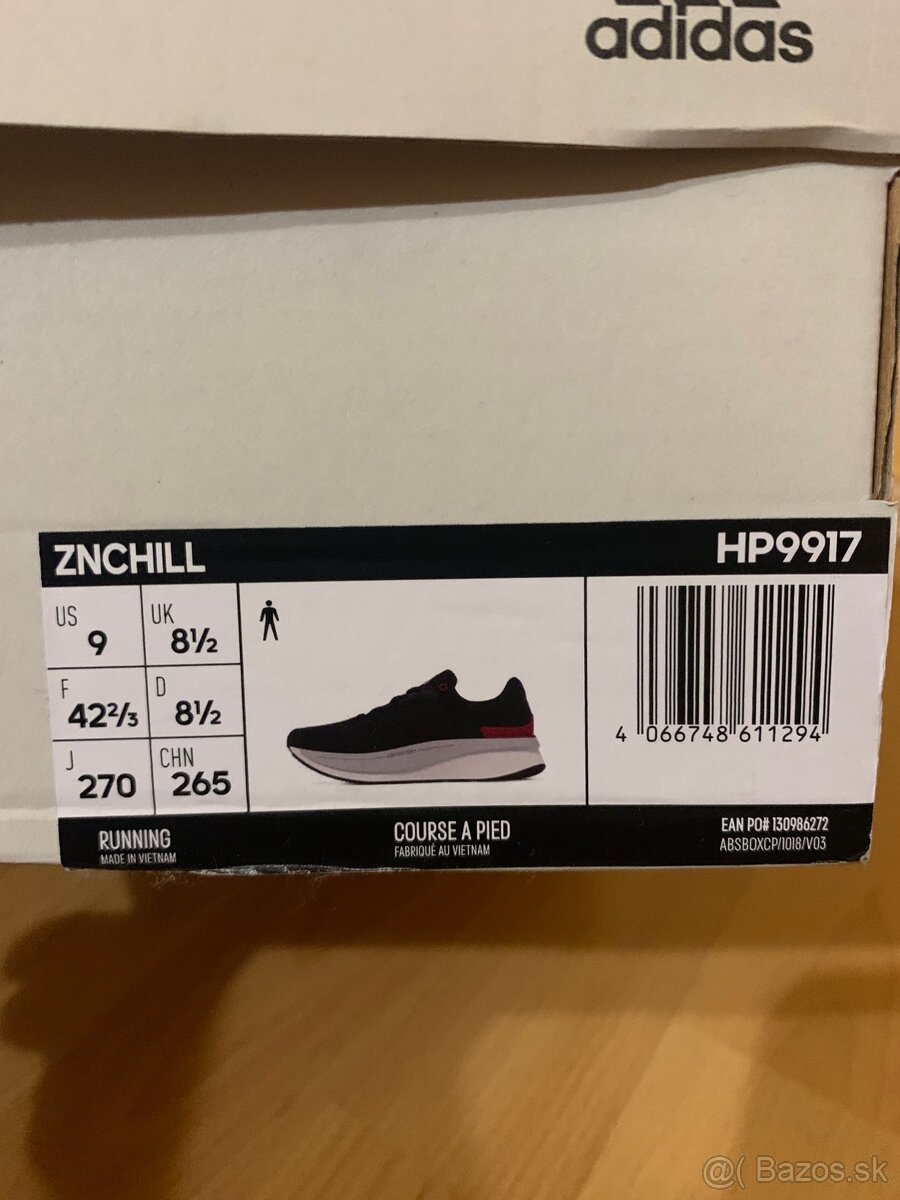 adidas
ZNCHILL HP9917
US 9 UK 8½
F 42⅔ D 8½
J 270 CHN 265
4 066748 611294
RUNNING
MADE IN VIETNAM
COURSE A PIED
FABRIQUÉ AU VIETNAM
EAN PO# 130986272
ABSBOXCP/1018/V03
@( Bazos.sk